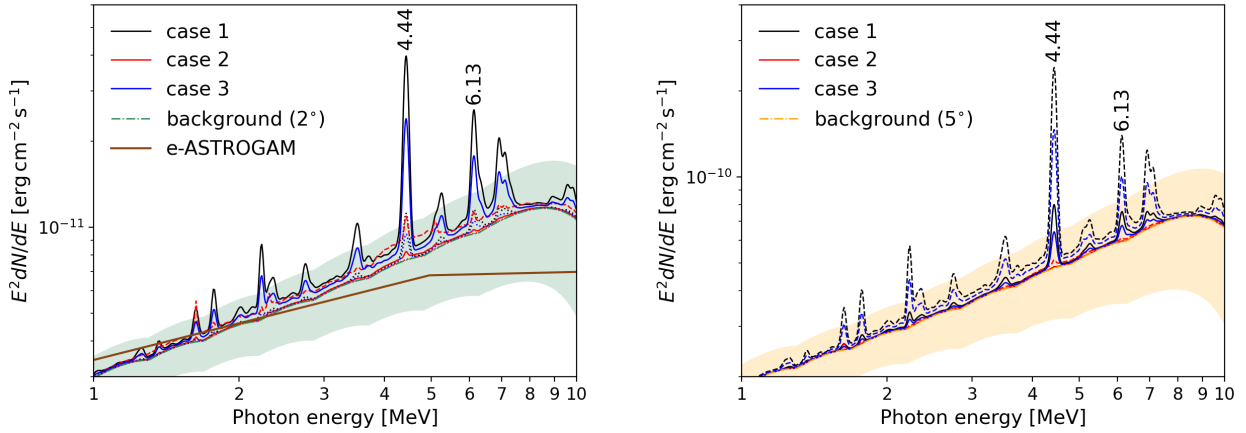 case 1
case 2
case 3
background (2°)
e-ASTROGAM
4.44
6.13
10⁻¹¹
E²dN/dE [erg cm⁻² s⁻¹]
1 2 3 4 5 6 7 8 9 10
Photon energy [MeV]
case 1
case 2
case 3
background (5°)
4.44
6.13
10⁻¹⁰
E²dN/dE [erg cm⁻² s⁻¹]
1 2 3 4 5 6 7 8 9 10
Photon energy [MeV]